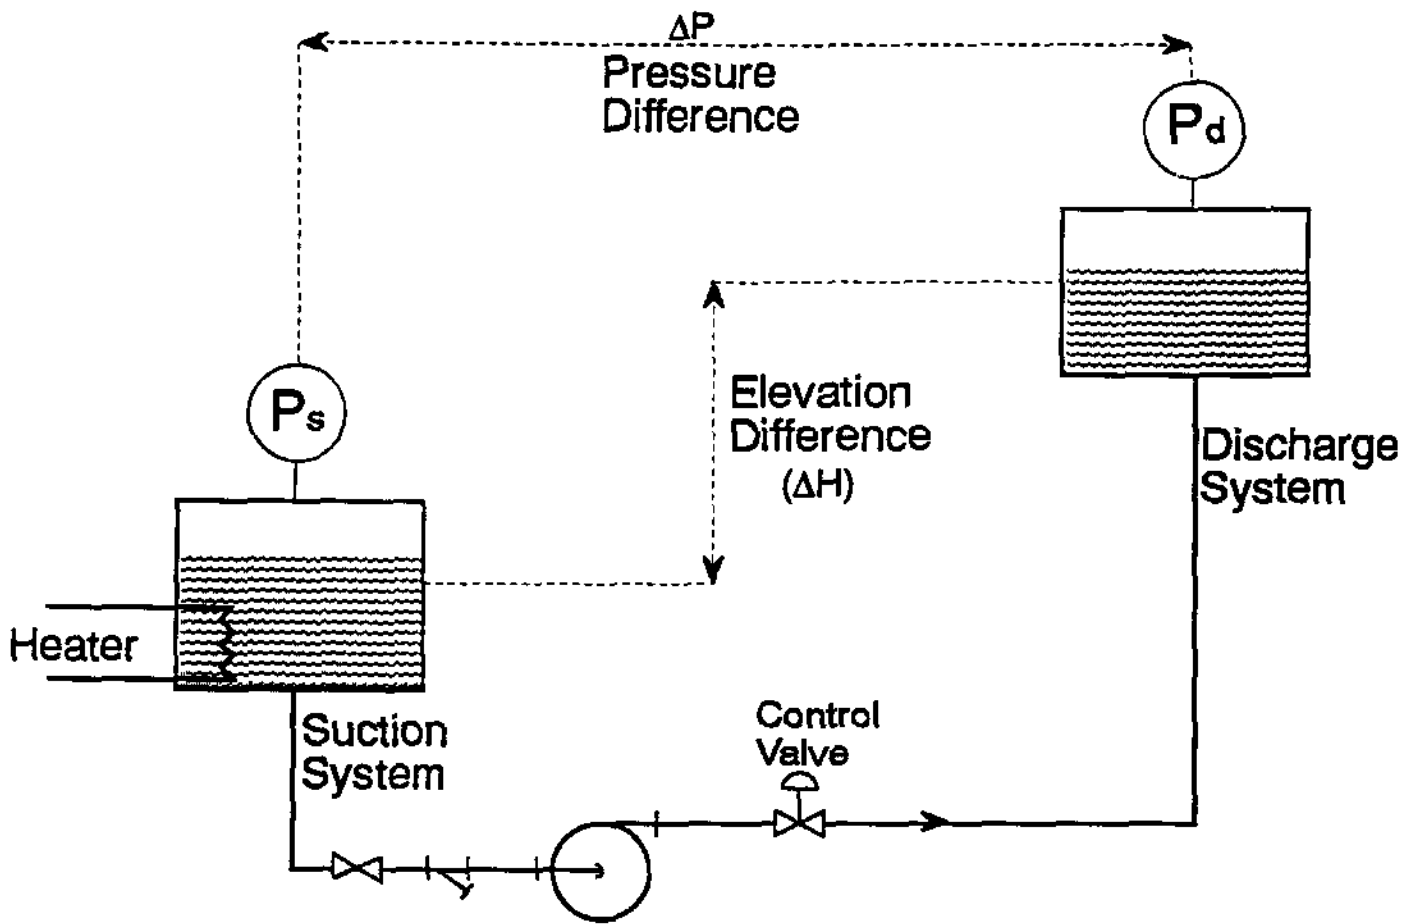 ΔP
Pressure
Difference
Pd
Ps
Elevation
Difference
(ΔH)
Discharge
System
Heater
Suction
System
Control
Valve